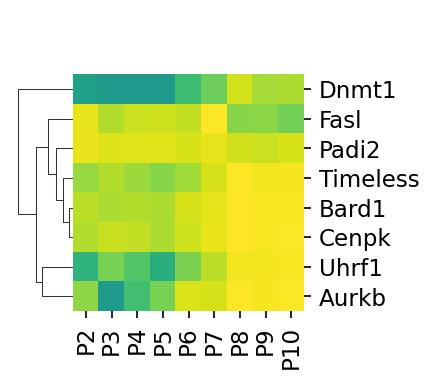 Dnmt1
Fasl
Padi2
Timeless
Bard1
Cenpk
Uhrf1
Aurkb
P2 P3 P4 P5 P6 P7 P8 P9 P10